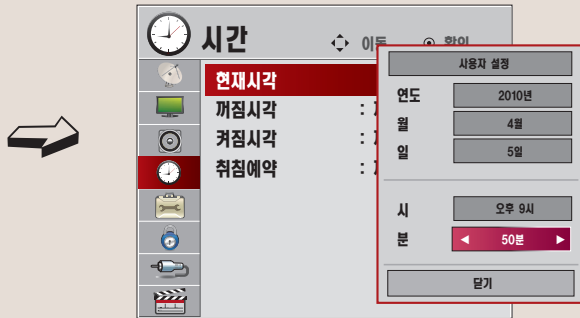 시간
이동
확인
현재시각
꺼짐시각 :
켜짐시각 :
취침예약 :
사용자 설정
연도 2010년
월 4월
일 5일
시 오후 9시
분 ◀ 50분 ▶
닫기